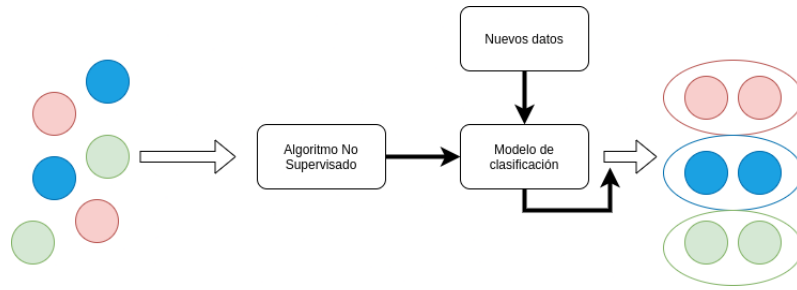 Nuevos datos
Algoritmo No
Supervisado
Modelo de
clasificación